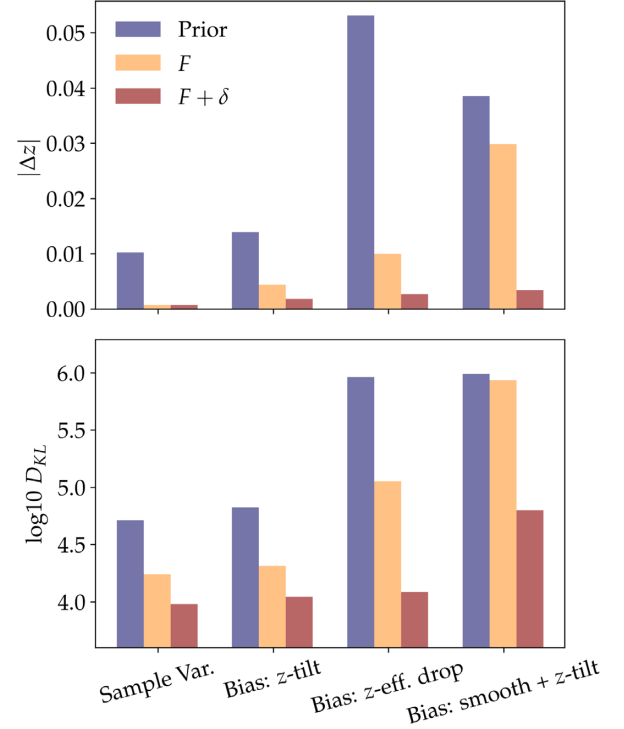 0.05
0.04
0.03
0.02
0.01
0.00
|Δz|
Prior
F
F + δ
6.0
5.5
5.0
4.5
4.0
log10 D_KL
Sample Var.
Bias: z-tilt
Bias: z-eff. drop
Bias: smooth + z-tilt